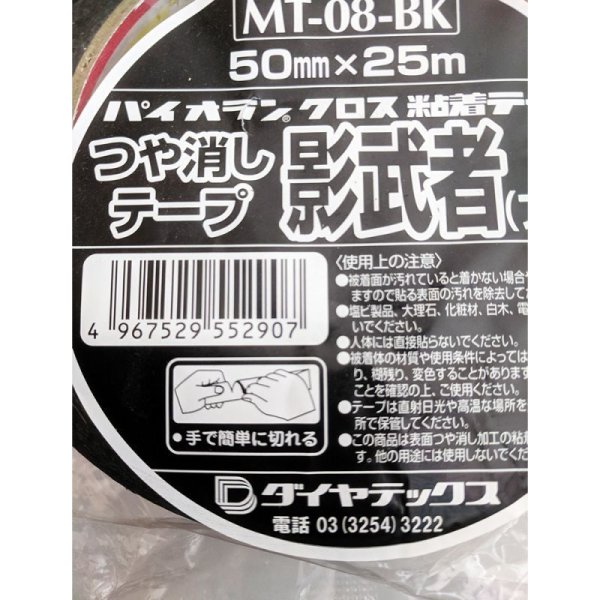 MT-08-BK
50mm×25m
パイオラン®クロス 粘着テ
つや消し
テープ
影武者(
〈使用上の注意〉
●被着面が汚れていると着かない場合や
ますので貼る表面の汚れを除去して
●塩ビ製品、大理石、化粧材、白木、電
いでください。
●人体には直接貼らないでください。
●被着体の材質や使用条件によっては
り、糊残り、変色することがあります
ことを確認の上、ご使用ください。
●テープは直射日光や高温な場所を
所で保管してください。
●この商品は表面つや消し加工の粘
す。他の用途には使用しないでくだ
4 967529 552907
・手で簡単に切れる
ダイヤテックス
電話 03 (3254) 3222